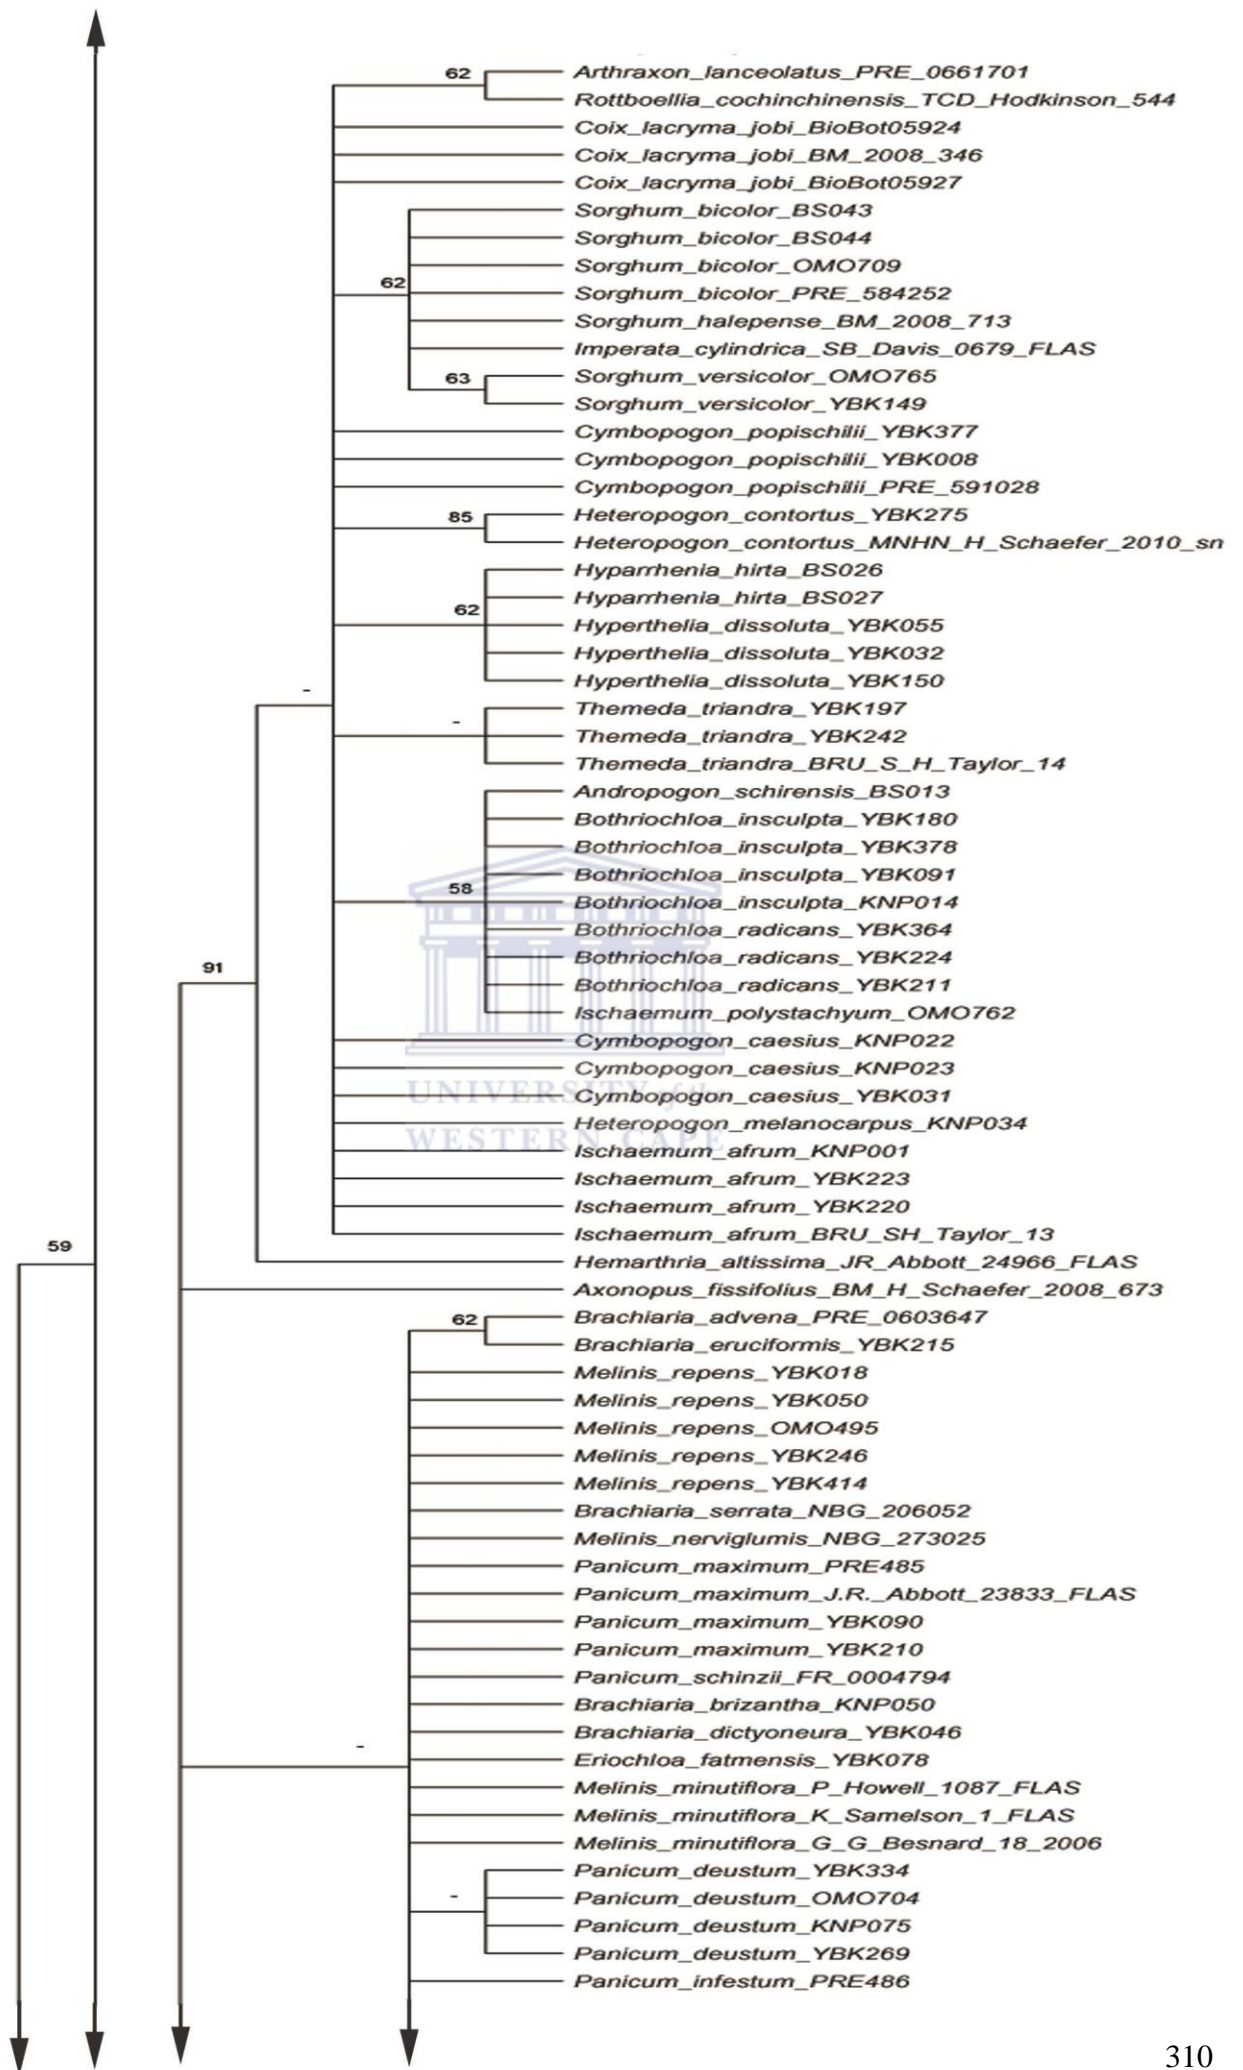 62
Arthraxon_lanceolatus_PRE_0661701
Rottboellia_cochinchinensis_TCD_Hodkinson_544
Coix_lacryma_jobi_BioBot05924
Coix_lacryma_jobi_BM_2008_346
Coix_lacryma_jobi_BioBot05927
Sorghum_bicolor_BS043
Sorghum_bicolor_BS044
Sorghum_bicolor_OMO709
62
Sorghum_bicolor_PRE_584252
Sorghum_halepense_BM_2008_713
Imperata_cylindrica_SB_Davis_0679_FLAS
63
Sorghum_versicolor_OMO765
Sorghum_versicolor_YBK149
Cymbopogon_popischilii_YBK377
Cymbopogon_popischilii_YBK008
Cymbopogon_popischilii_PRE_591028
85
Heteropogon_contortus_YBK275
Heteropogon_contortus_MNHN_H_Schaefer_2010_sn
Hyparrhenia_hirta_BS026
Hyparrhenia_hirta_BS027
62
Hyperthelia_dissoluta_YBK055
Hyperthelia_dissoluta_YBK032
Hyperthelia_dissoluta_YBK150
-
Themeda_triandra_YBK197
-
Themeda_triandra_YBK242
Themeda_triandra_BRU_S_H_Taylor_14
Andropogon_schirensis_BS013
Bothriochloa_insculpta_YBK180
Bothriochloa_insculpta_YBK378
Bothriochloa_insculpta_YBK091
58
Bothriochloa_insculpta_KNP014
Bothriochloa_radicans_YBK364
Bothriochloa_radicans_YBK224
91
Bothriochloa_radicans_YBK211
Ischaemum_polystachyum_OMO762
Cymbopogon_caesius_KNP022
Cymbopogon_caesius_KNP023
UNIVERSITY of the
Cymbopogon_caesius_YBK031
Heteropogon_melanocarpus_KNP034
WESTERN CAPE
Ischaemum_afrum_KNP001
Ischaemum_afrum_YBK223
Ischaemum_afrum_YBK220
Ischaemum_afrum_BRU_SH_Taylor_13
59
Hemarthria_altissima_JR_Abbott_24966_FLAS
Axonopus_fissifolius_BM_H_Schaefer_2008_673
62
Brachiaria_advena_PRE_0603647
Brachiaria_eruciformis_YBK215
Melinis_repens_YBK018
Melinis_repens_YBK050
Melinis_repens_OMO495
Melinis_repens_YBK246
Melinis_repens_YBK414
Brachiaria_serrata_NBG_206052
Melinis_nerviglumis_NBG_273025
Panicum_maximum_PRE485
Panicum_maximum_J.R._Abbott_23833_FLAS
Panicum_maximum_YBK090
Panicum_maximum_YBK210
Panicum_schinzii_FR_0004794
Brachiaria_brizantha_KNP050
Brachiaria_dictyoneura_YBK046
-
Eriochloa_fatmensis_YBK078
Melinis_minutiflora_P_Howell_1087_FLAS
Melinis_minutiflora_K_Samelson_1_FLAS
Melinis_minutiflora_G_G_Besnard_18_2006
Panicum_deustum_YBK334
-
Panicum_deustum_OMO704
Panicum_deustum_KNP075
Panicum_deustum_YBK269
Panicum_infestum_PRE486
310